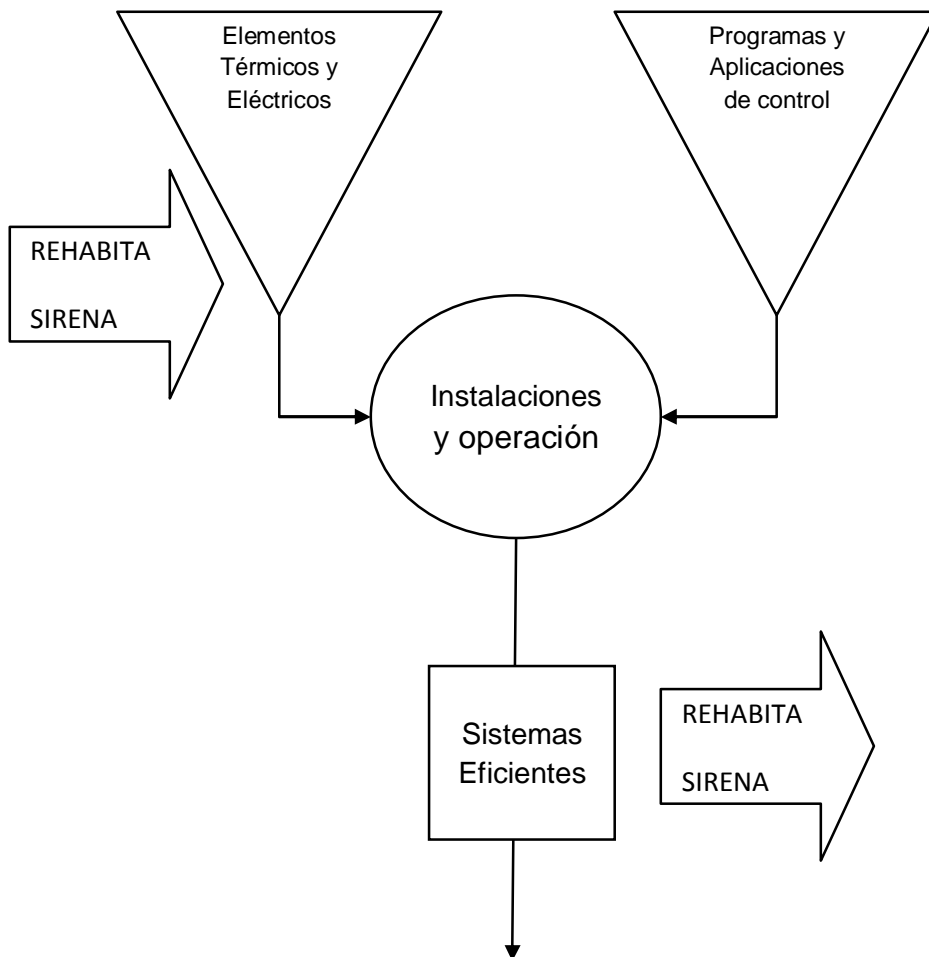 Elementos
Térmicos y
Eléctricos
Programas y
Aplicaciones
de control
REHABITA
SIRENA
Instalaciones
y operación
Sistemas
Eficientes
REHABITA
SIRENA